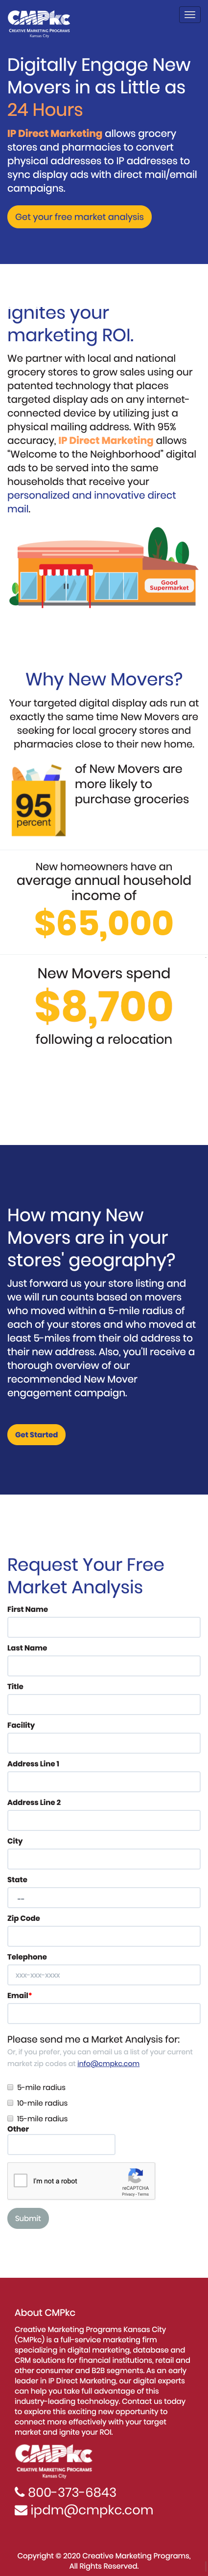 CMPkc
CREATIVE MARKETING PROGRAMS
Kansas City
Digitally Engage New
Movers in as Little as
24 Hours
IP Direct Marketing allows grocery
stores and pharmacies to convert
physical addresses to IP addresses to
sync display ads with direct mail/email
campaigns.
Get your free market analysis
ignites your
marketing ROI.
We partner with local and national
grocery stores to grow sales using our
patented technology that places
targeted display ads on any internet-
connected device by utilizing just a
physical mailing address. With 95%
accuracy, IP Direct Marketing allows
"Welcome to the Neighborhood" digital
ads to be served into the same
households that receive your
personalized and innovative direct
mail.
Good
Supermarket
Why New Movers?
Your targeted digital display ads run at
exactly the same time New Movers are
seeking for local grocery stores and
pharmacies close to their new home.
95
percent
of New Movers are
more likely to
purchase groceries
New homeowners have an
average annual household
income of
$65,000
New Movers spend
$8,700
following a relocation
How many New
Movers are in your
stores' geography?
Just forward us your store listing and
we will run counts based on movers
who moved within a 5-mile radius of
each of your stores and who moved at
least 5-miles from their old address to
their new address. Also, you'll receive a
thorough overview of our
recommended New Mover
engagement campaign.
Get Started
Request Your Free
Market Analysis
First Name
Last Name
Title
Facility
Address Line 1
Address Line 2
City
State
--
Zip Code
Telephone
xxx-xxx-xxxx
Email*
Please send me a Market Analysis for:
Or, if you prefer, you can email us a list of your current
market zip codes at info@cmpkc.com
5-mile radius
10-mile radius
15-mile radius
Other
I'm not a robot
reCAPTCHA
Privacy - Terms
Submit
About CMPkc
Creative Marketing Programs Kansas City
(CMPkc) is a full-service marketing firm
specializing in digital marketing, database and
CRM solutions for financial institutions, retail and
other consumer and B2B segments. As an early
leader in IP Direct Marketing, our digital experts
can help you take full advantage of this
industry-leading technology. Contact us today
to explore this exciting new opportunity to
connect more effectively with your target
market and ignite your ROI.
CMPkc
CREATIVE MARKETING PROGRAMS
Kansas City
800-373-6843
ipdm@cmpkc.com
Copyright © 2020 Creative Marketing Programs,
All Rights Reserved.